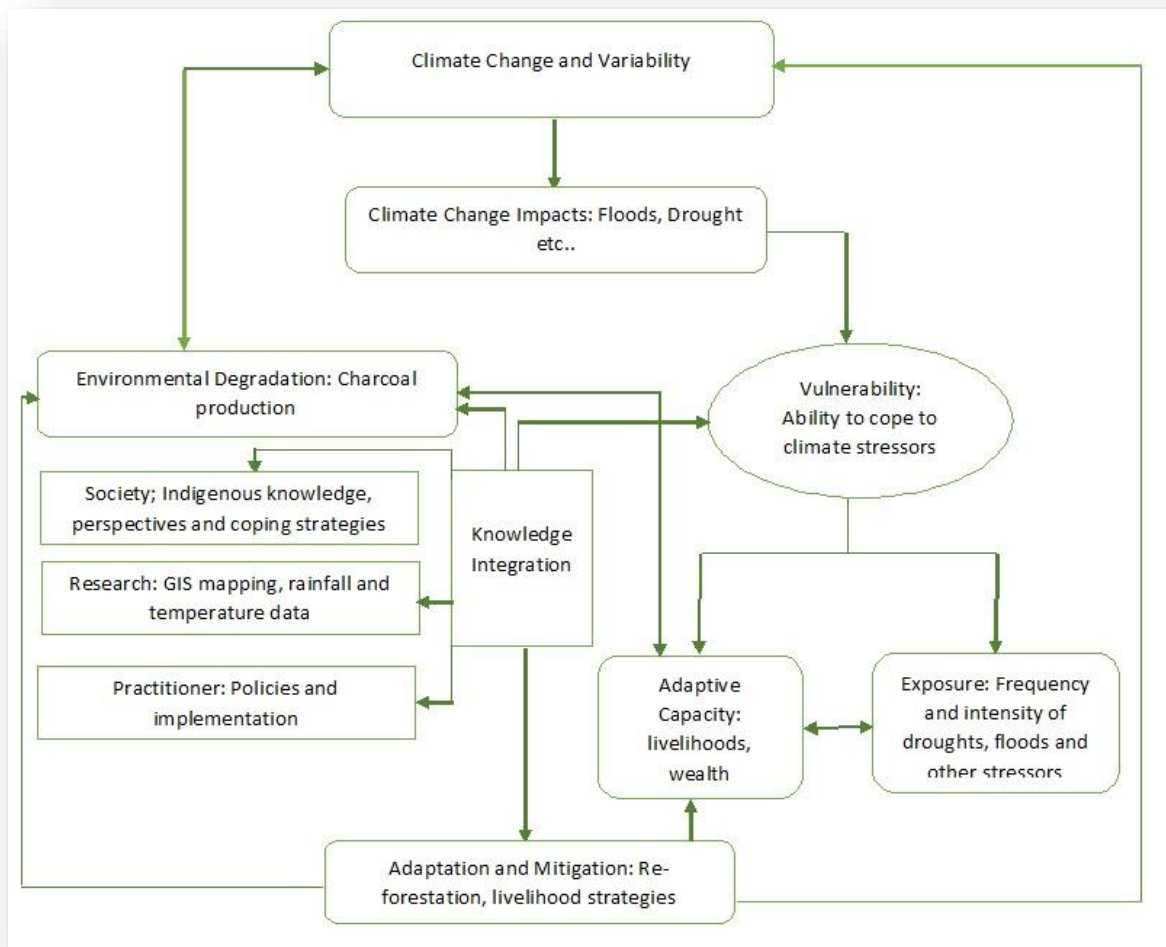 Climate Change and Variability
Climate Change Impacts: Floods, Drought
etc..
Environmental Degradation: Charcoal
production
Vulnerability:
Ability to cope to
climate stressors
Society; Indigenous knowledge,
perspectives and coping strategies
Knowledge
Integration
Research: GIS mapping, rainfall and
temperature data
Practitioner: Policies and
implementation
Adaptive
Capacity:
livelihoods,
wealth
Exposure: Frequency
and intensity of
droughts, floods and
other stressors
Adaptation and Mitigation: Re-
forestation, livelihood strategies